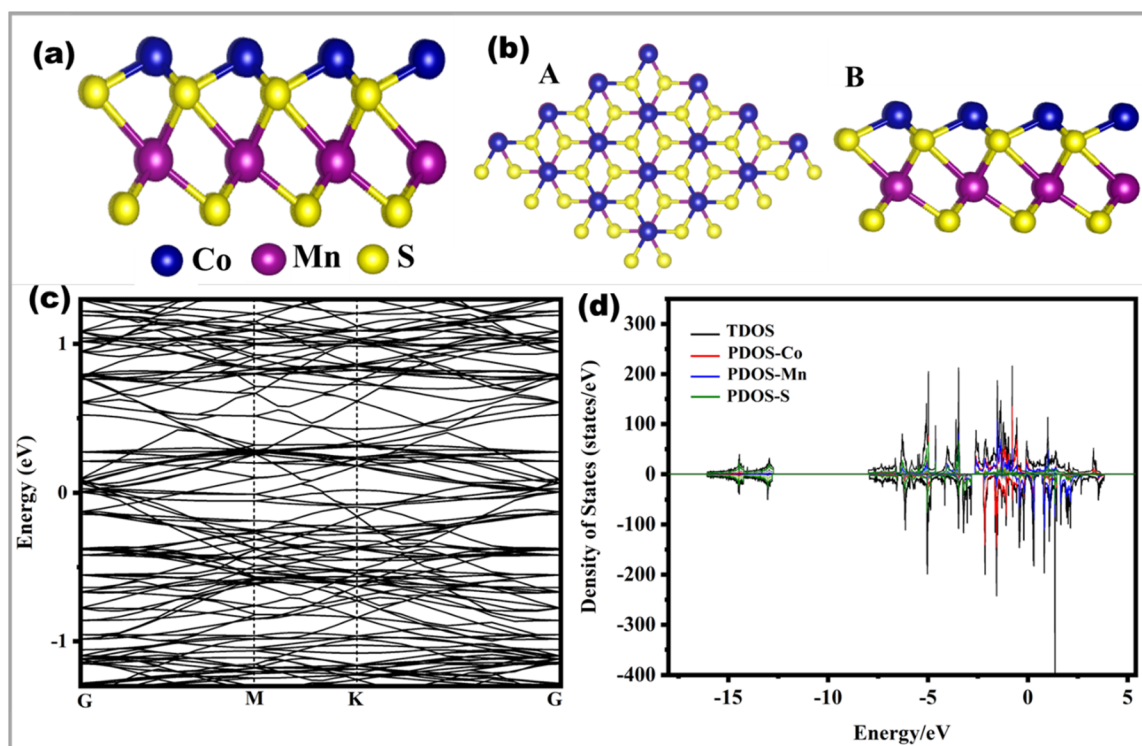 (a)
Co Mn S
(b)
A
B
(c)
Energy (eV)
1
0
-1
G M K G
(d)
Density of States (states/eV)
300
200
100
0
-100
-200
-300
-400
TDOS
PDOS-Co
PDOS-Mn
PDOS-S
-15 -10 -5 0 5
Energy/eV